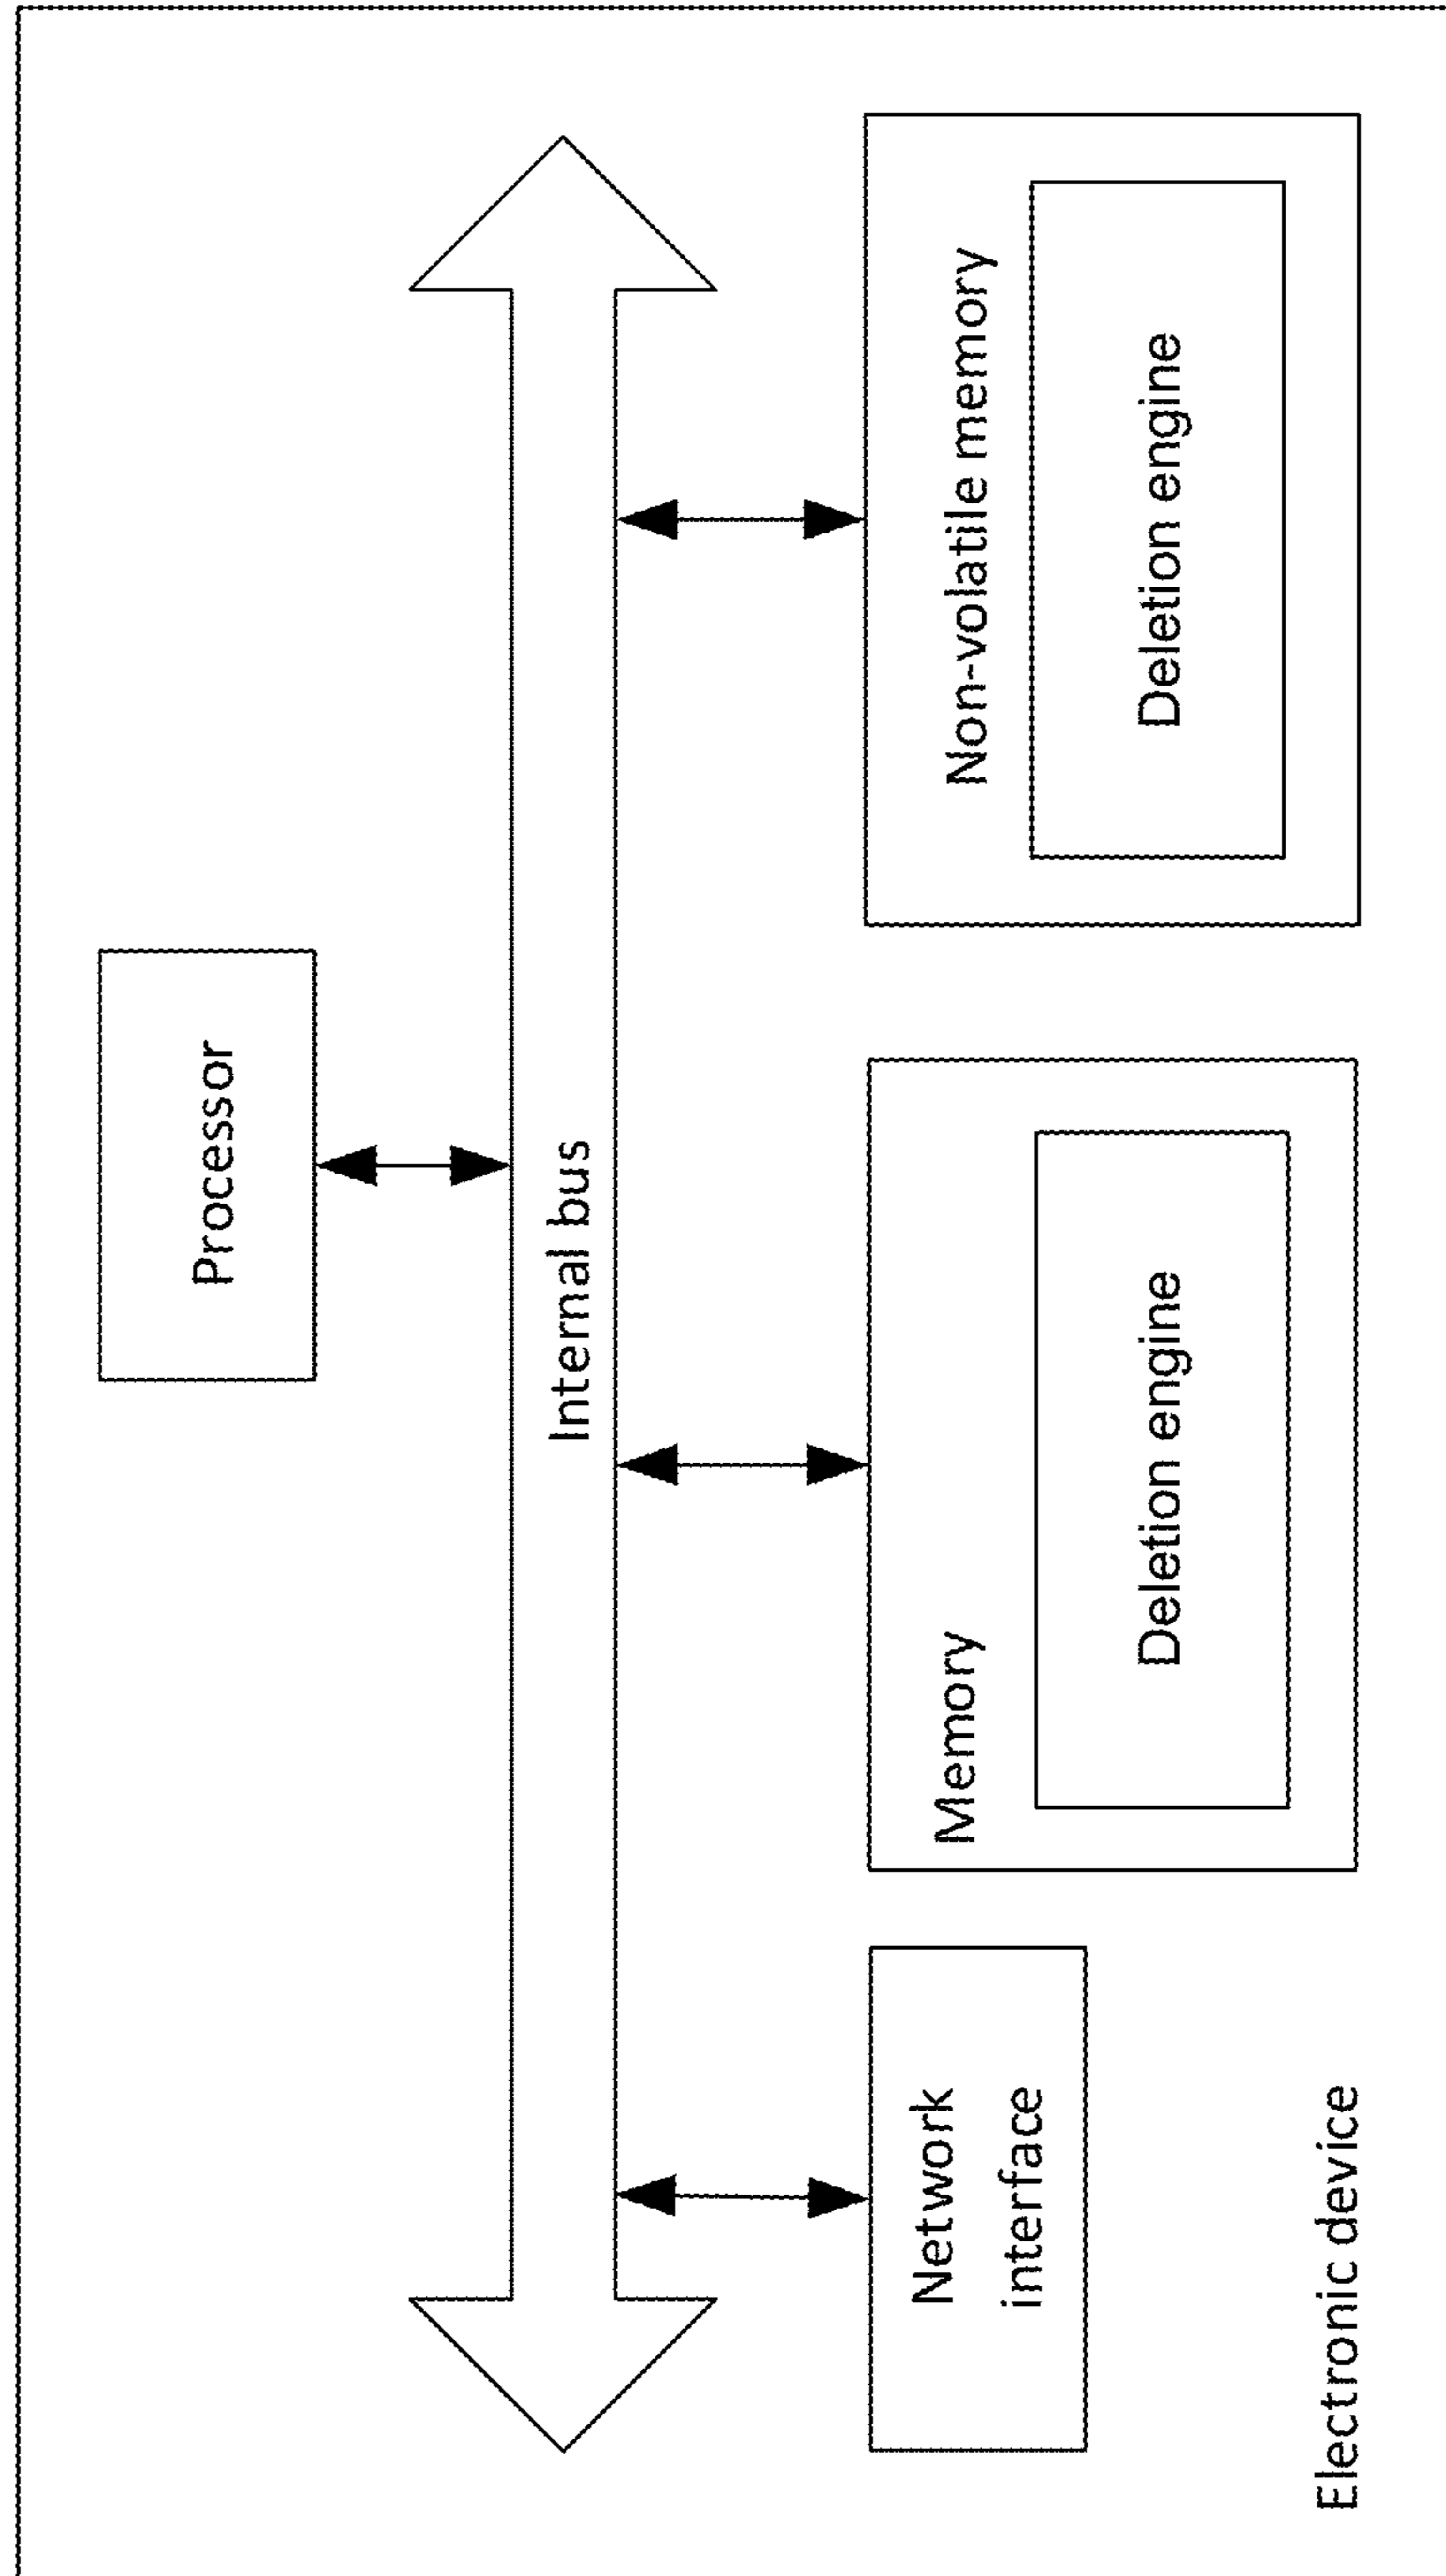 Processor
Internal bus
Network
interface
Memory
Deletion engine
Non-volatile memory
Deletion engine
Electronic device